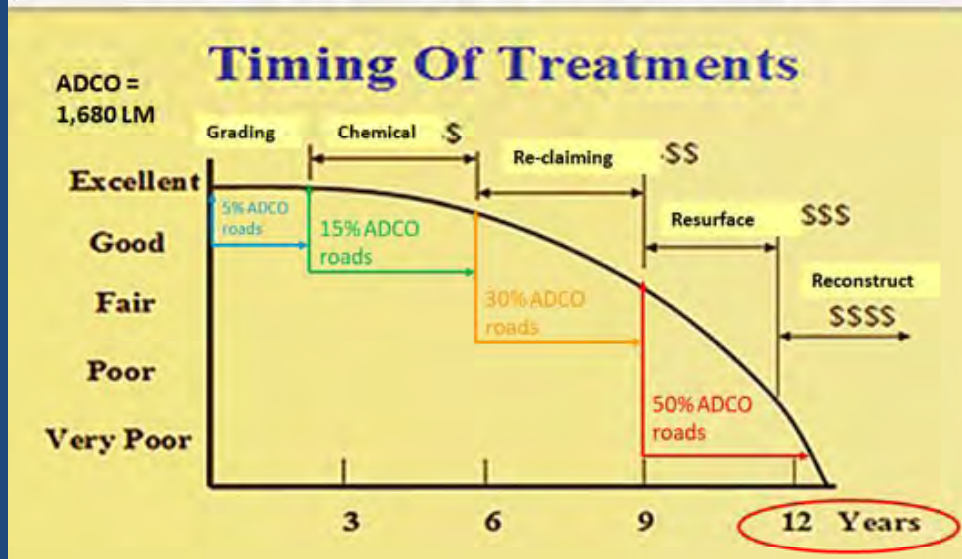 Timing Of Treatments
ADCO =
1,680 LM
Grading
Chemical
$
Re-claiming
$$
Resurface
$$$
Reconstruct
$$$$
Excellent
Good
Fair
Poor
Very Poor
5% ADCO
roads
15% ADCO
roads
30% ADCO
roads
50% ADCO
roads
3 6 9 12 Years